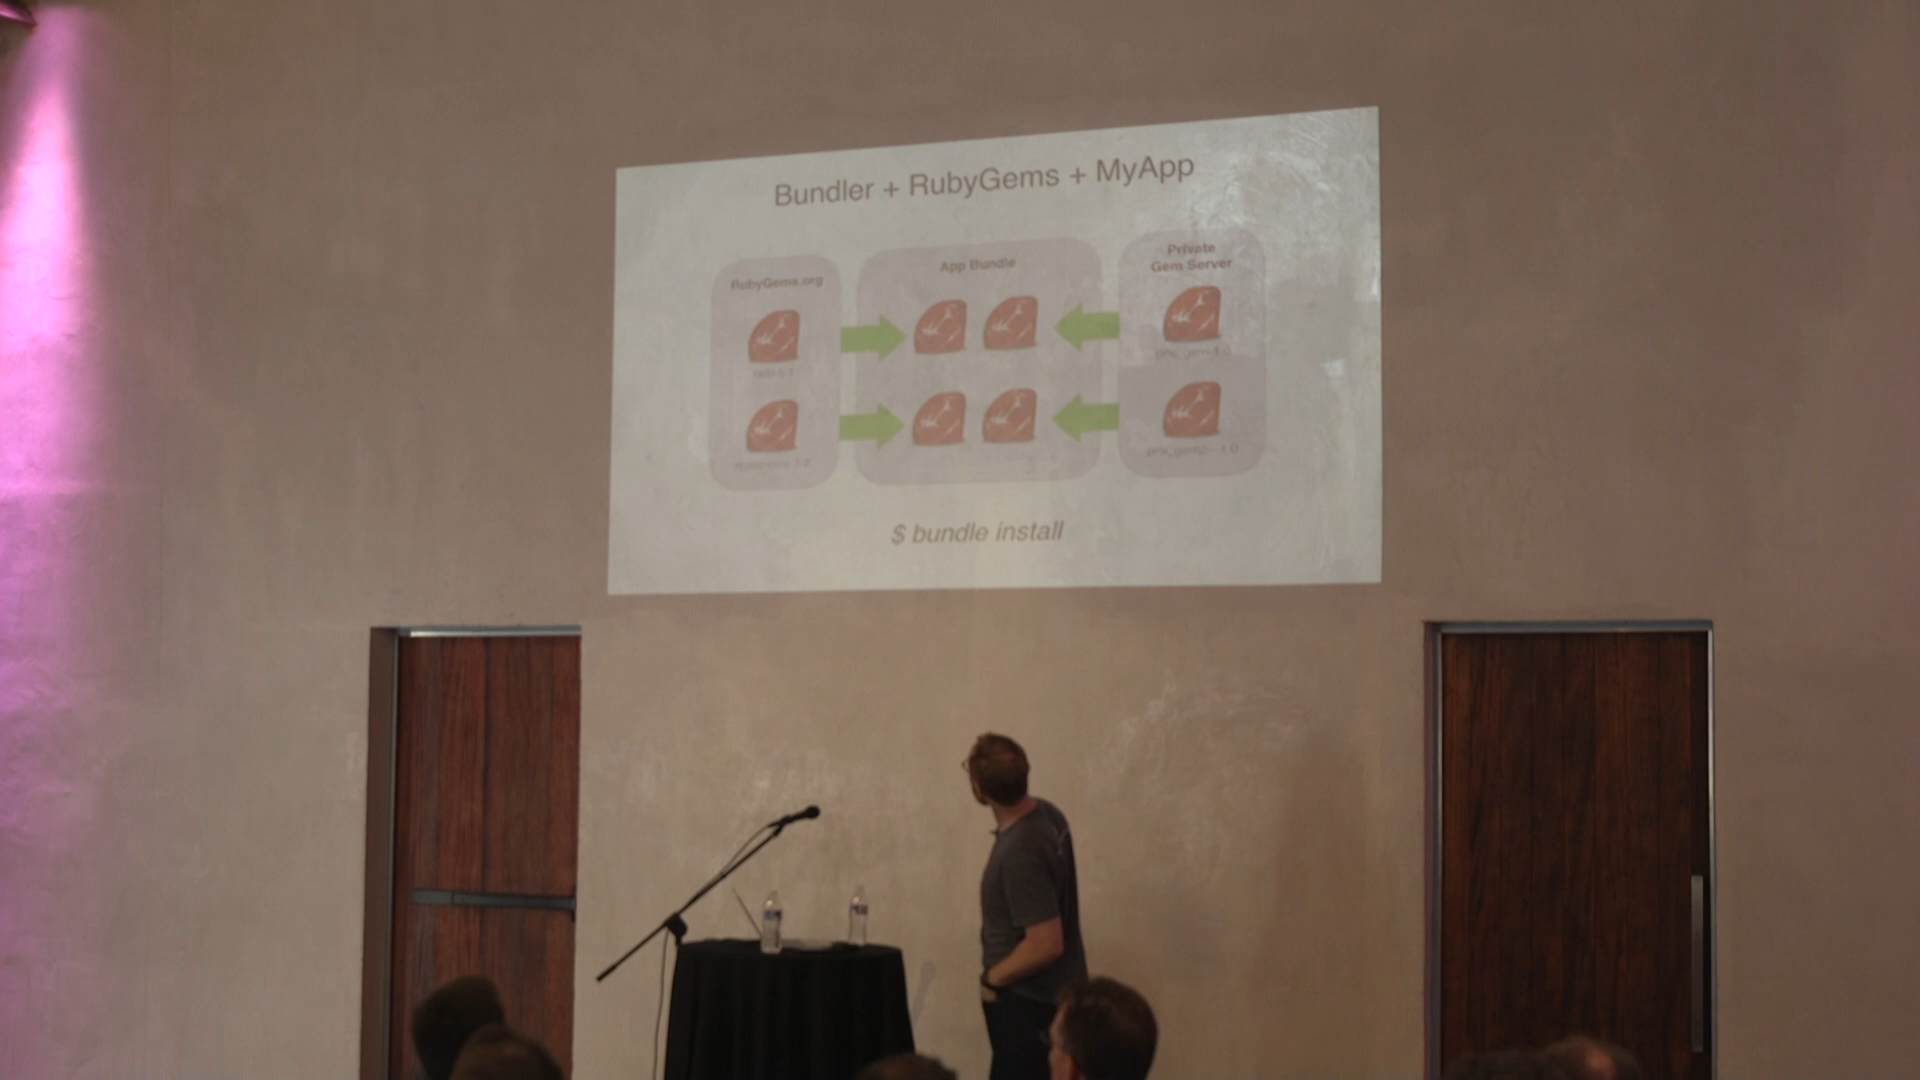 Bundler + RubyGems + MyApp
RubyGems.org
App Bundle
Private
Gem Server
$ bundle install